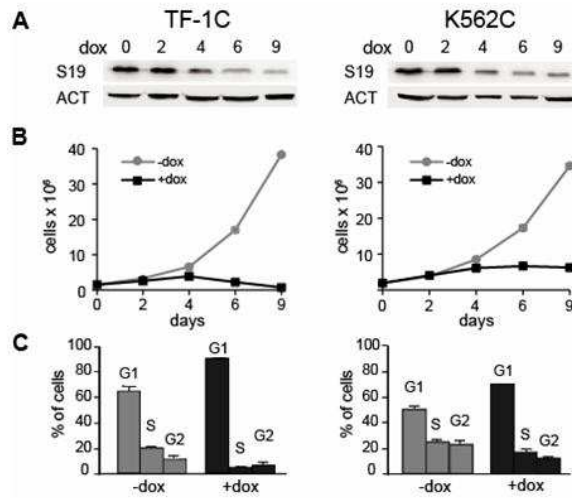 A TF-1C K562C
dox 0 2 4 6 9 dox 0 2 4 6 9
S19 S19
ACT ACT
B
40 40
-dox -dox
+dox +dox
30 30
cells x 10⁶ cells x 10⁶
20 20
10 10
0 0
0 2 4 6 9 0 2 4 6 9
days days
C
100 100
G1 G1 G1 G1
80 80
% of cells % of cells
60 60
40 40
S G2 S G2 S G2 S G2
20 20
0 0
-dox +dox -dox +dox